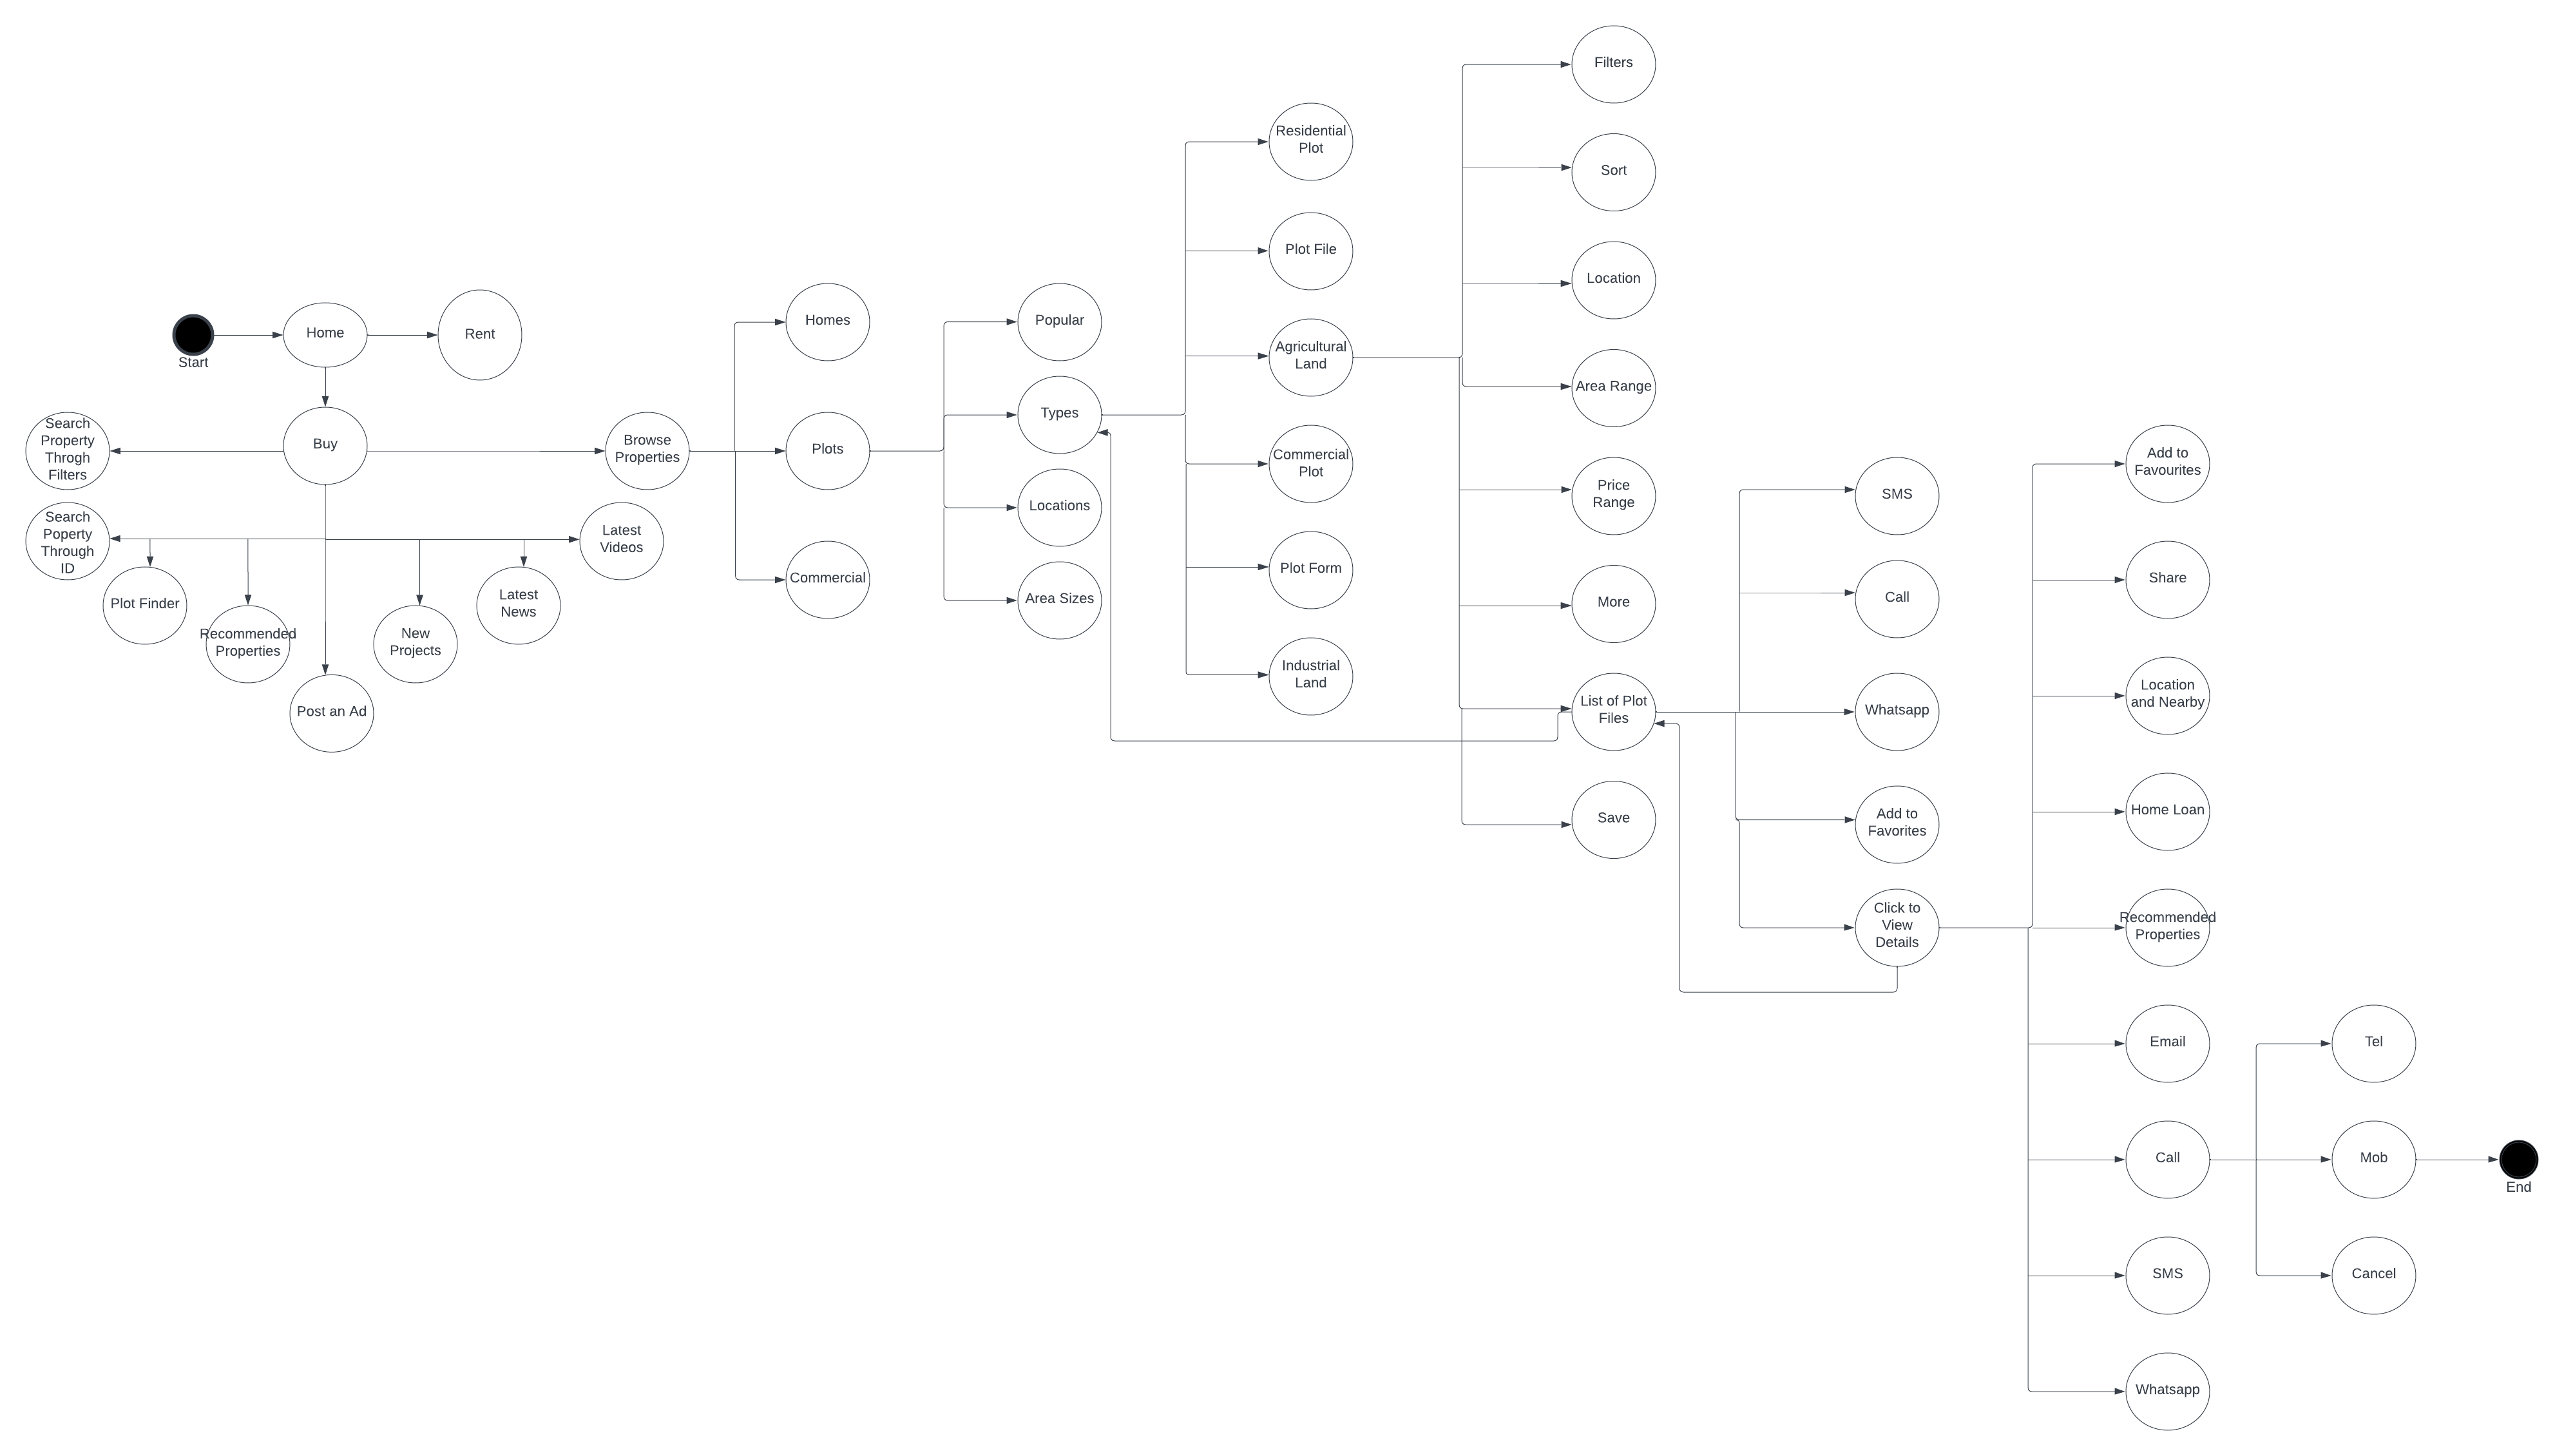 Start
Home
Rent
Buy
Search
Property
Throgh
Filters
Search
Poperty
Through
ID
Plot Finder
Recommended
Properties
Post an Ad
New
Projects
Latest
News
Latest
Videos
Browse
Properties
Homes
Plots
Commercial
Popular
Types
Locations
Area Sizes
Residential
Plot
Plot File
Agricultural
Land
Commercial
Plot
Plot Form
Industrial
Land
Filters
Sort
Location
Area Range
Price
Range
More
List of Plot
Files
Save
SMS
Call
Whatsapp
Add to
Favorites
Click to
View
Details
Add to
Favourites
Share
Location
and Nearby
Home Loan
Recommended
Properties
Email
Call
SMS
Whatsapp
Tel
Mob
Cancel
End